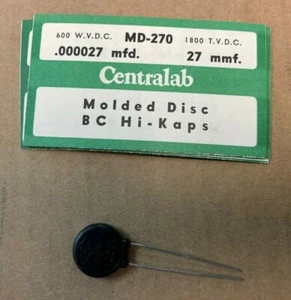 600 W.V.D.C. MD-270 1800 T.V.D.C.
.000027 mfd. 27 mmf.
Centralab
Molded Disc
BC Hi-Kaps